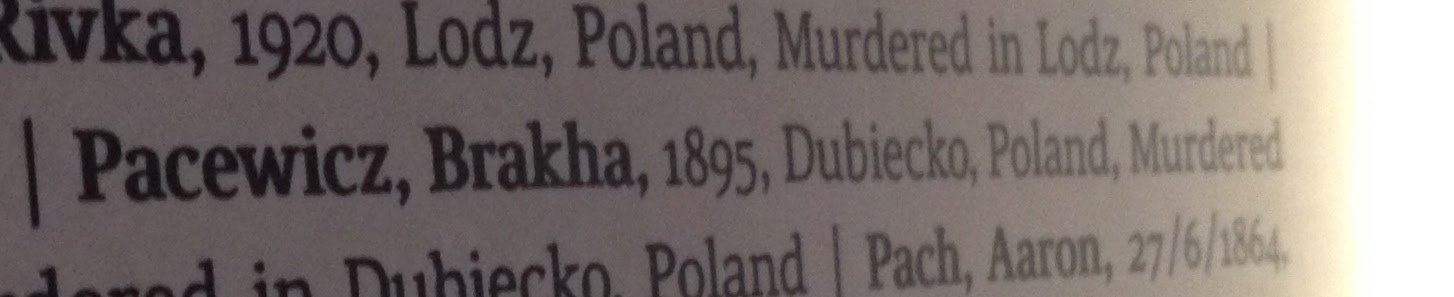 Rivka, 1920, Lodz, Poland, Murdered in Lodz, Poland |
| Pacewicz, Brakha, 1895, Dubiecko, Poland, Murdered
in Dubiecko, Poland | Pach, Aaron, 27/6/1864,